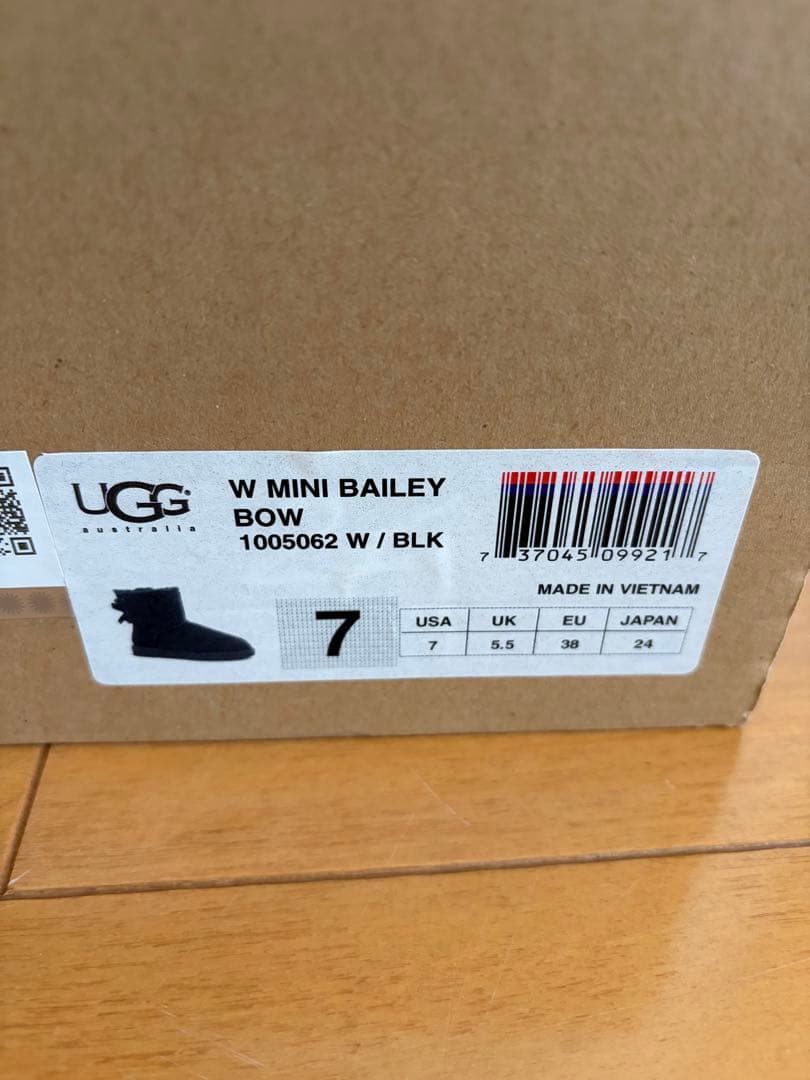 UGG
australia
W MINI BAILEY
BOW
1005062 W / BLK
7 37045 09921 7
MADE IN VIETNAM
7
USA UK EU JAPAN
7 5.5 38 24